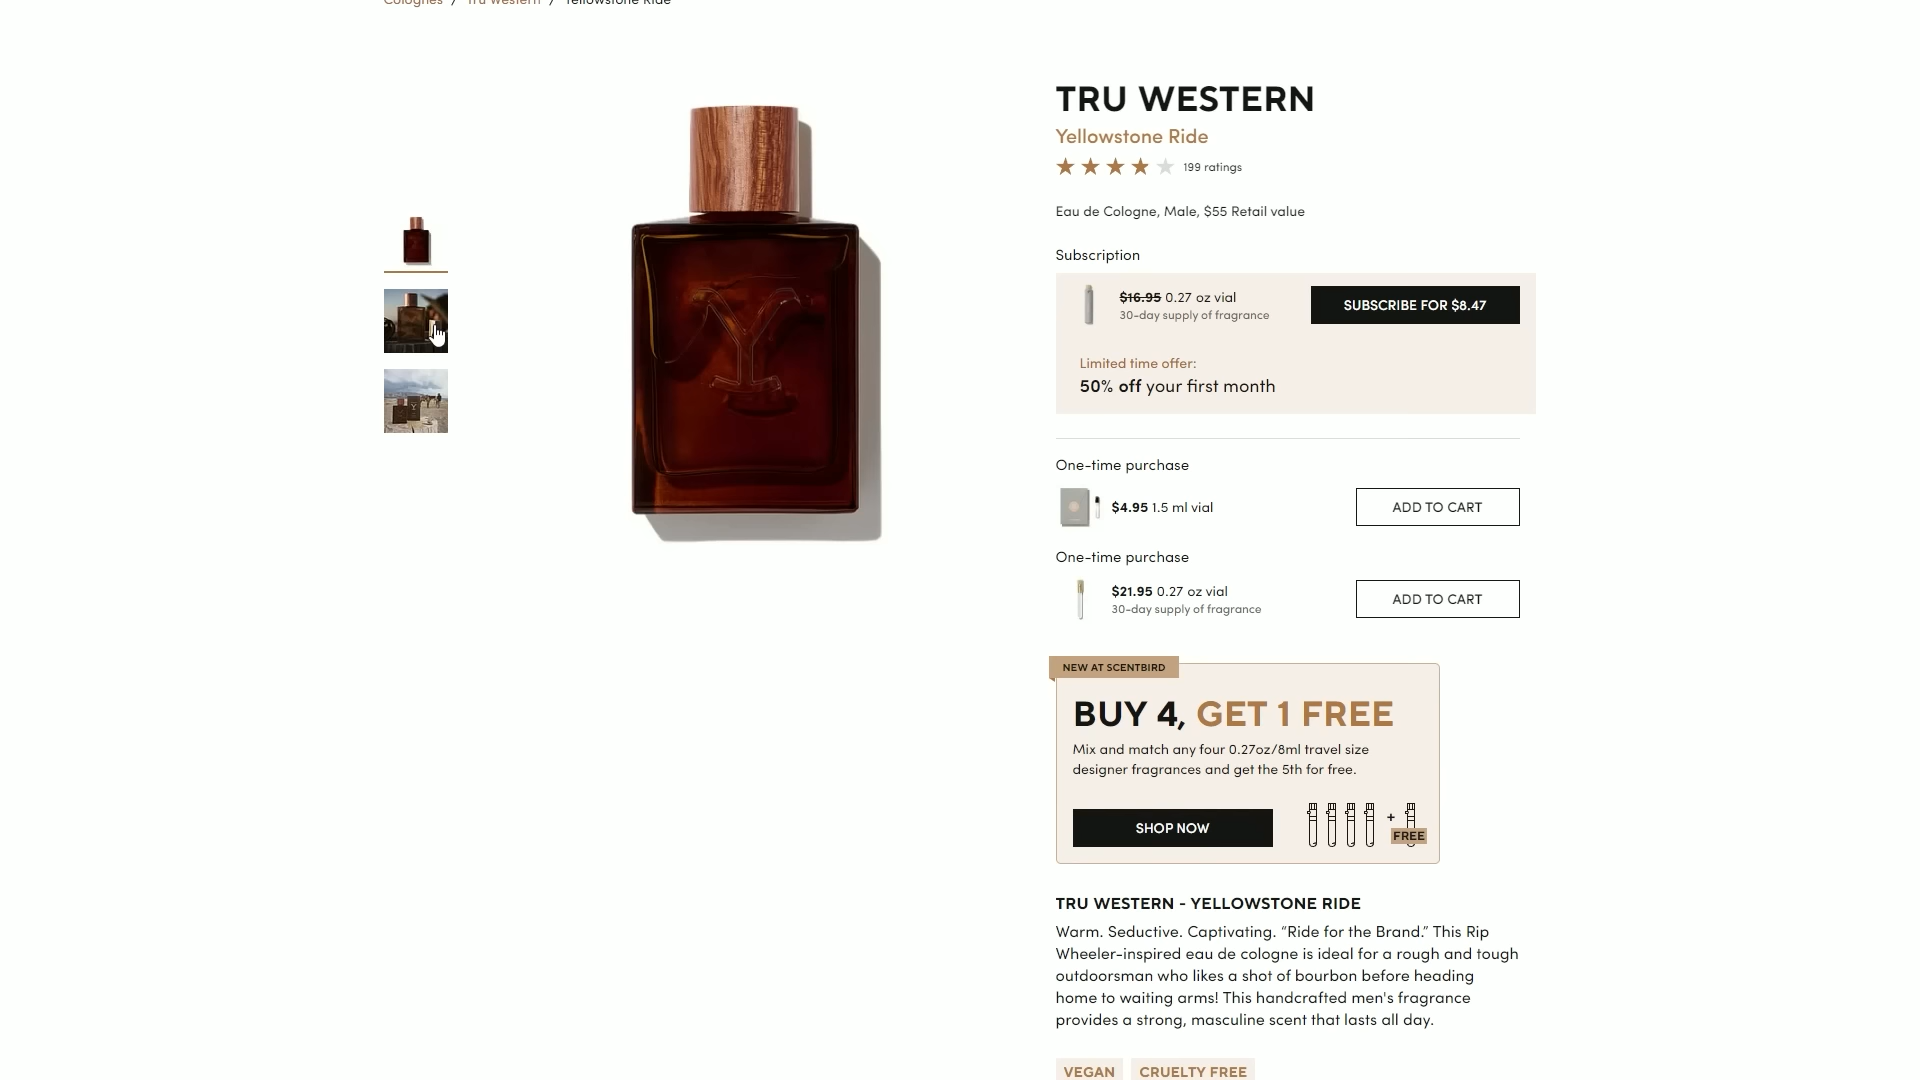 Colognes / Tru Western / Yellowstone Ride
TRU WESTERN
Yellowstone Ride
199 ratings
Eau de Cologne, Male, $55 Retail value
Subscription
$16.95 0.27 oz vial
30-day supply of fragrance
SUBSCRIBE FOR $8.47
Limited time offer:
50% off your first month
One-time purchase
$4.95 1.5 ml vial
ADD TO CART
One-time purchase
$21.95 0.27 oz vial
30-day supply of fragrance
ADD TO CART
NEW AT SCENTBIRD
BUY 4, GET 1 FREE
Mix and match any four 0.27oz/8ml travel size
designer fragrances and get the 5th for free.
SHOP NOW
+
FREE
TRU WESTERN - YELLOWSTONE RIDE
Warm. Seductive. Captivating. “Ride for the Brand.” This Rip
Wheeler-inspired eau de cologne is ideal for a rough and tough
outdoorsman who likes a shot of bourbon before heading
home to waiting arms! This handcrafted men's fragrance
provides a strong, masculine scent that lasts all day.
VEGAN
CRUELTY FREE
Y